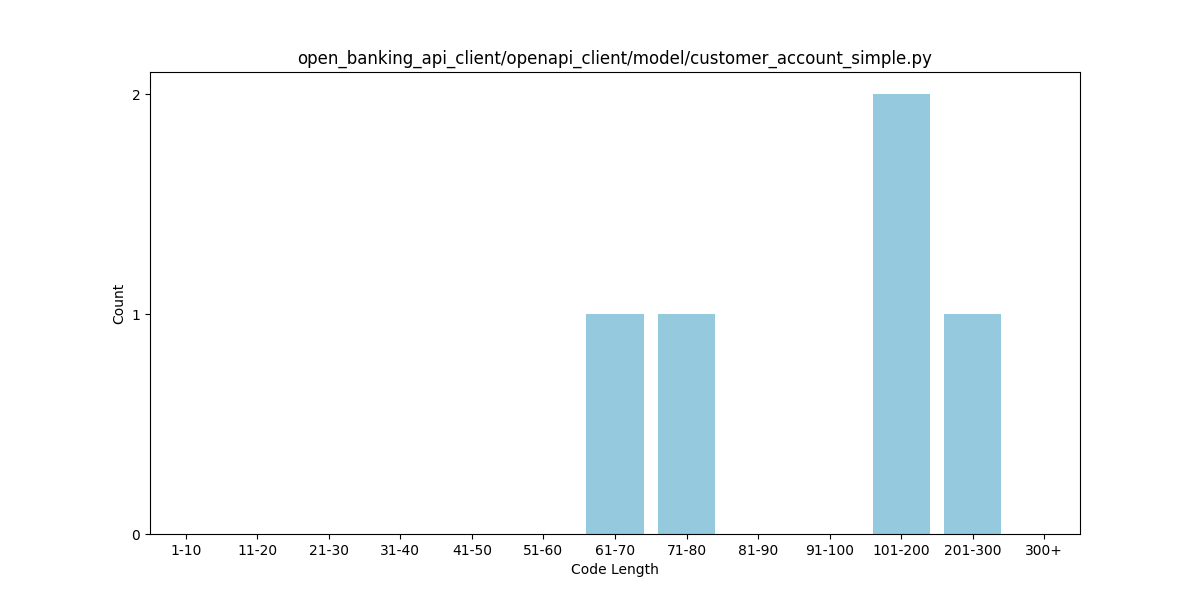 open_banking_api_client/openapi_client/model/customer_account_simple.py
2
1
0
Count
1-10 11-20 21-30 31-40 41-50 51-60 61-70 71-80 81-90 91-100 101-200 201-300 300+
Code Length